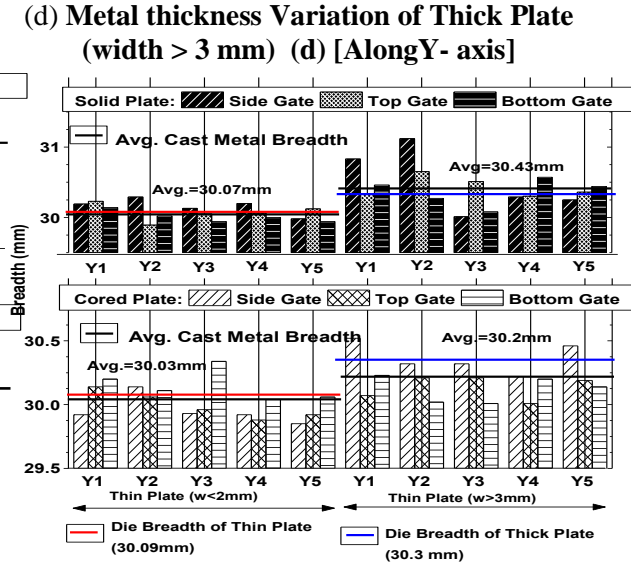 (d) Metal thickness Variation of Thick Plate
(width > 3 mm) (d) [AlongY- axis]
Solid Plate: Side Gate Top Gate Bottom Gate
Avg. Cast Metal Breadth
31
Avg.=30.07mm
Avg=30.43mm
30
Y1 Y2 Y3 Y4 Y5 Y1 Y2 Y3 Y4 Y5
Breadth (mm)
Cored Plate: Side Gate Top Gate Bottom Gate
Avg. Cast Metal Breadth
30.5
Avg.=30.03mm
Avg.=30.2mm
30.0
29.5
Y1 Y2 Y3 Y4 Y5 Y1 Y2 Y3 Y4 Y5
Thin Plate (w<2mm) Thin Plate (w>3mm)
Die Breadth of Thin Plate
(30.09mm)
Die Breadth of Thick Plate
(30.3 mm)